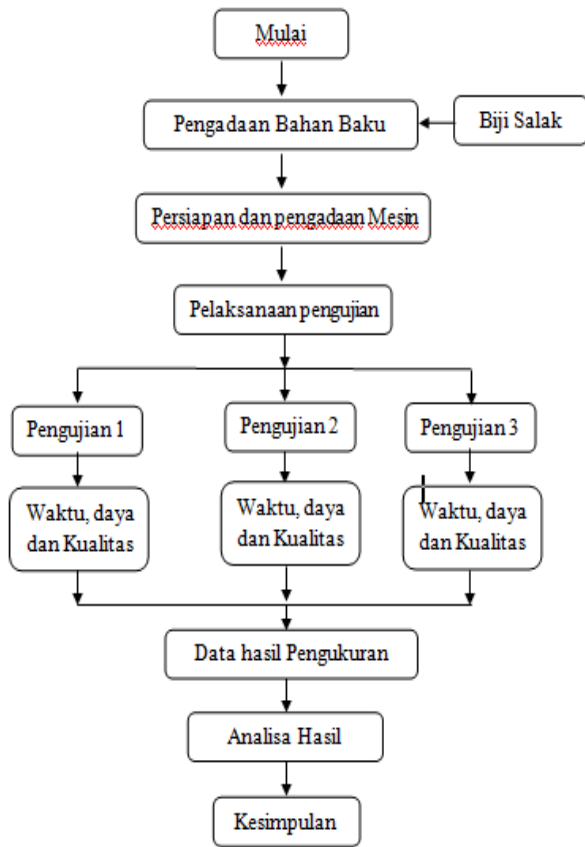 Mulai
Pengadaan Bahan Baku
Biji Salak
Persiapan dan pengadaan Mesin
Pelaksanaan pengujian
Pengujian 1
Pengujian 2
Pengujian 3
Waktu, daya
dan Kualitas
Waktu, daya
dan Kualitas
Waktu, daya
dan Kualitas
Data hasil Pengukuran
Analisa Hasil
Kesimpulan